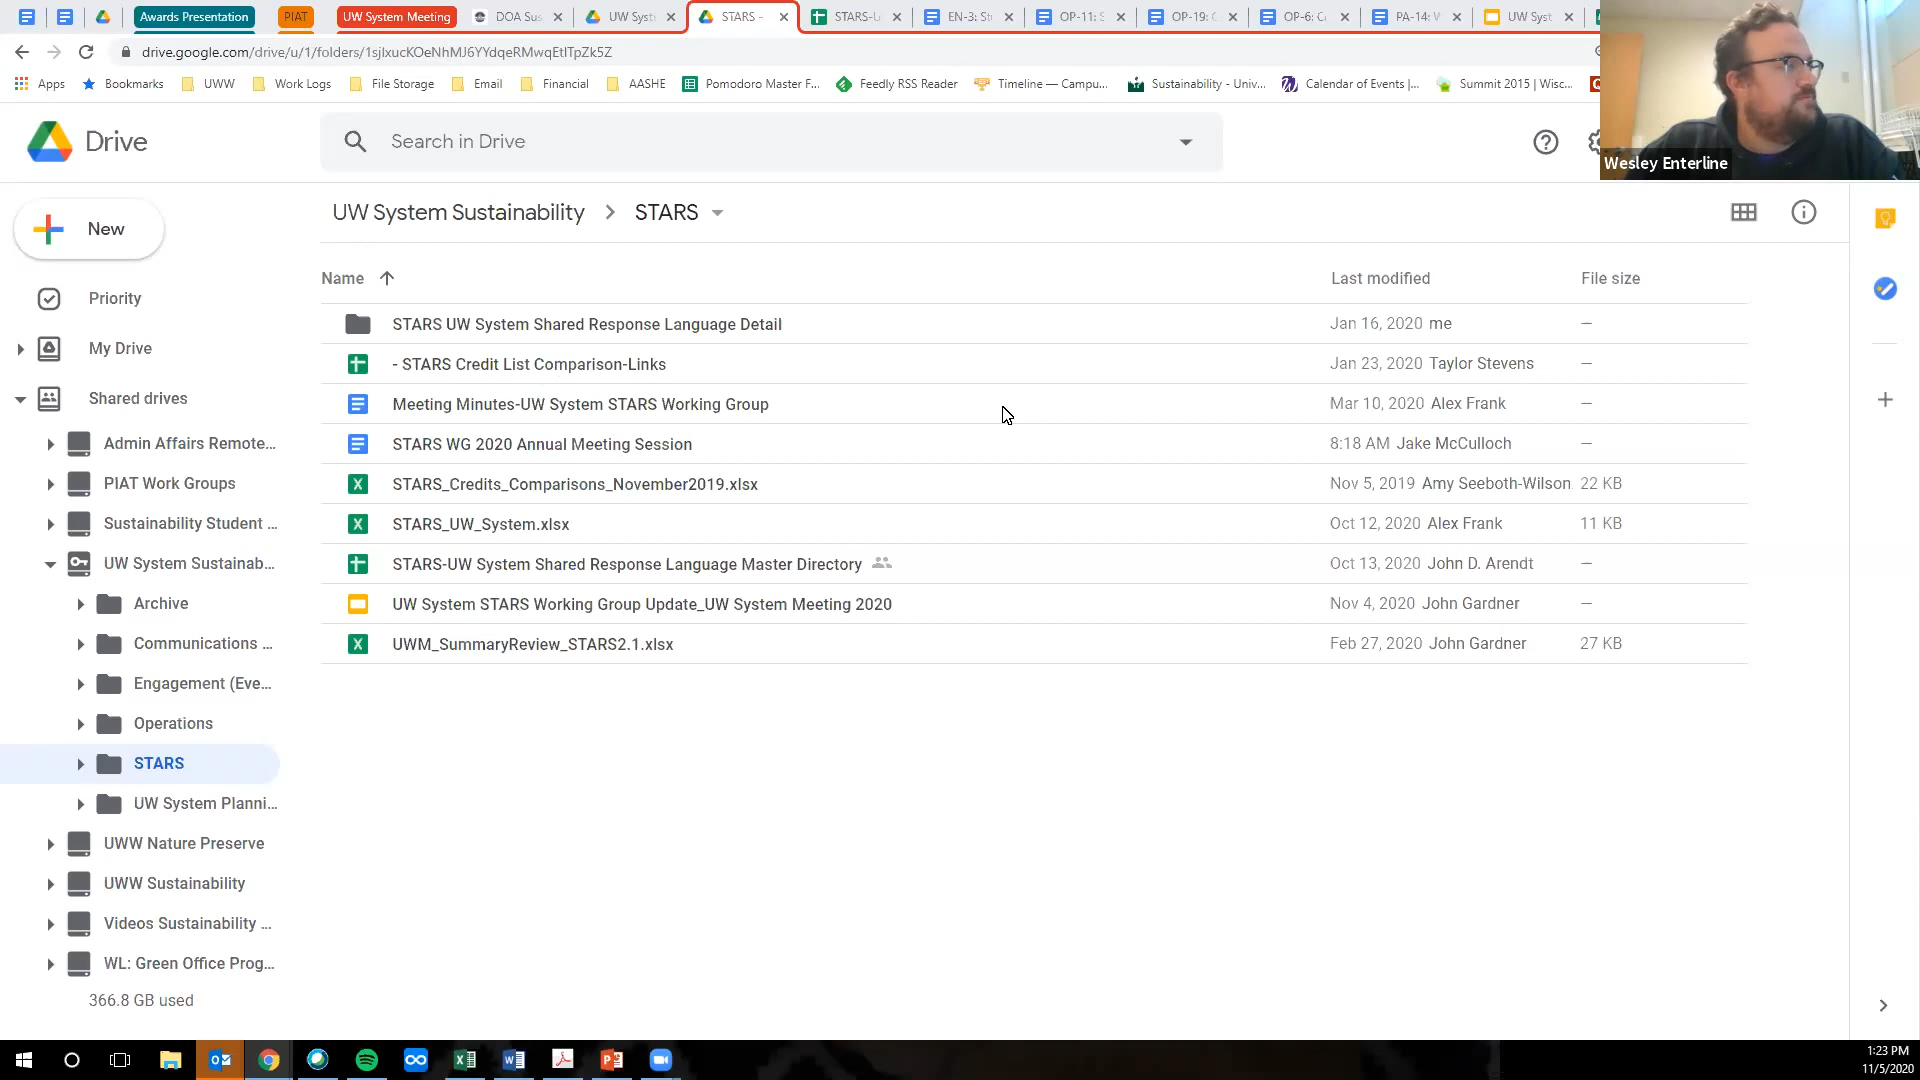 Awards Presentation
PIAT
UW System Meeting
DOA Sus
UW Syst
STARS -
STARS-U
EN-3: St
OP-11: S
OP-19: C
OP-6: C
PA-14: V
UW Syst
drive.google.com/drive/u/1/folders/1sjIxucKOeNhMJ6YYdqeRMwqEtITpZk5Z
Apps
Bookmarks
UWW
Work Logs
File Storage
Email
Financial
AASHE
Pomodoro Master F...
Feedly RSS Reader
Timeline — Campu...
Sustainability - Univ...
Calendar of Events |...
Summit 2015 | Wisc...
Drive
Search in Drive
Wesley Enterline
New
UW System Sustainability > STARS
Name Last modified File size
Priority
My Drive
Shared drives
Admin Affairs Remote...
PIAT Work Groups
Sustainability Student ...
UW System Sustainab...
Archive
Communications ...
Engagement (Eve...
Operations
STARS
UW System Planni...
UWW Nature Preserve
UWW Sustainability
Videos Sustainability ...
WL: Green Office Prog...
366.8 GB used
STARS UW System Shared Response Language Detail Jan 16, 2020 me —
- STARS Credit List Comparison-Links Jan 23, 2020 Taylor Stevens —
Meeting Minutes-UW System STARS Working Group Mar 10, 2020 Alex Frank —
STARS WG 2020 Annual Meeting Session 8:18 AM Jake McCulloch —
STARS_Credits_Comparisons_November2019.xlsx Nov 5, 2019 Amy Seeboth-Wilson 22 KB
STARS_UW_System.xlsx Oct 12, 2020 Alex Frank 11 KB
STARS-UW System Shared Response Language Master Directory Oct 13, 2020 John D. Arendt —
UW System STARS Working Group Update_UW System Meeting 2020 Nov 4, 2020 John Gardner —
UWM_SummaryReview_STARS2.1.xlsx Feb 27, 2020 John Gardner 27 KB
1:23 PM
11/5/2020